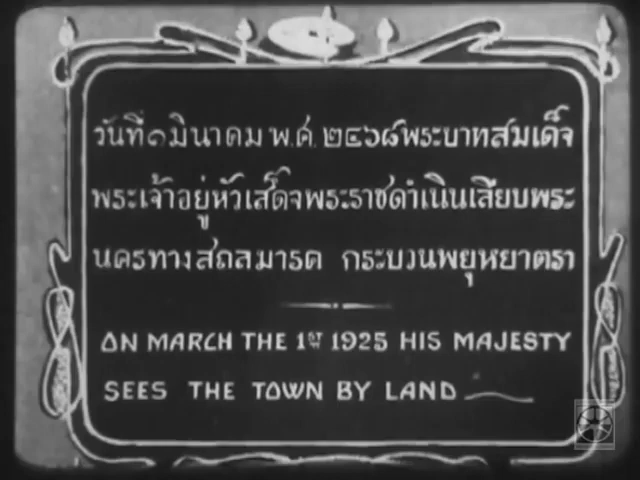 วันที่๑มีนาคม พ.ศ. ๒๔๖๘พระบาทสมเด็จ
พระเจ้าอยู่หัวเสด็จพระราชดำเนินเลียบพระ
นครทางสถลมารค กระบวนพยุหยาตรา
ON MARCH THE 1ST 1925 HIS MAJESTY
SEES THE TOWN BY LAND